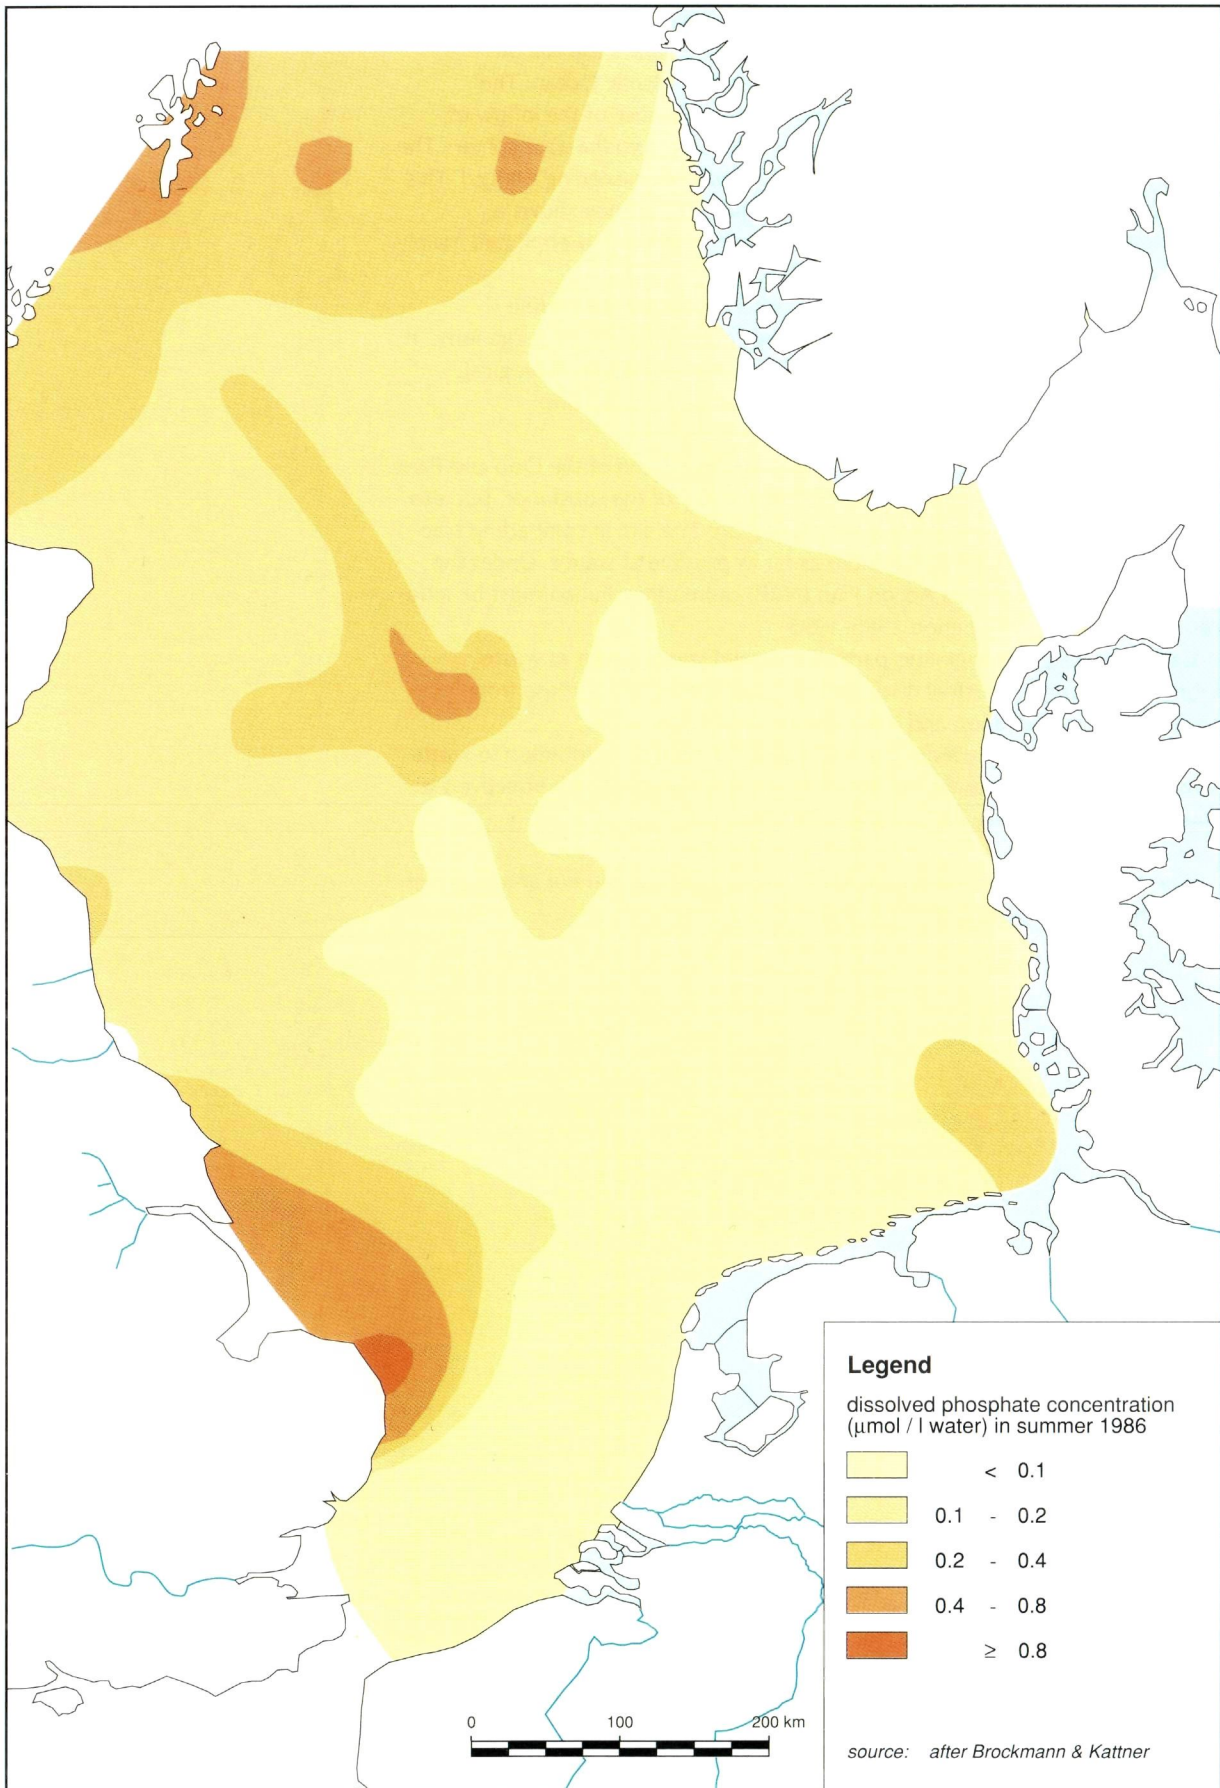 Legend
dissolved phosphate concentration
(µmol / l water) in summer 1986
< 0.1
0.1 - 0.2
0.2 - 0.4
0.4 - 0.8
≥ 0.8
0 100 200 km
source: after Brockmann & Kattner